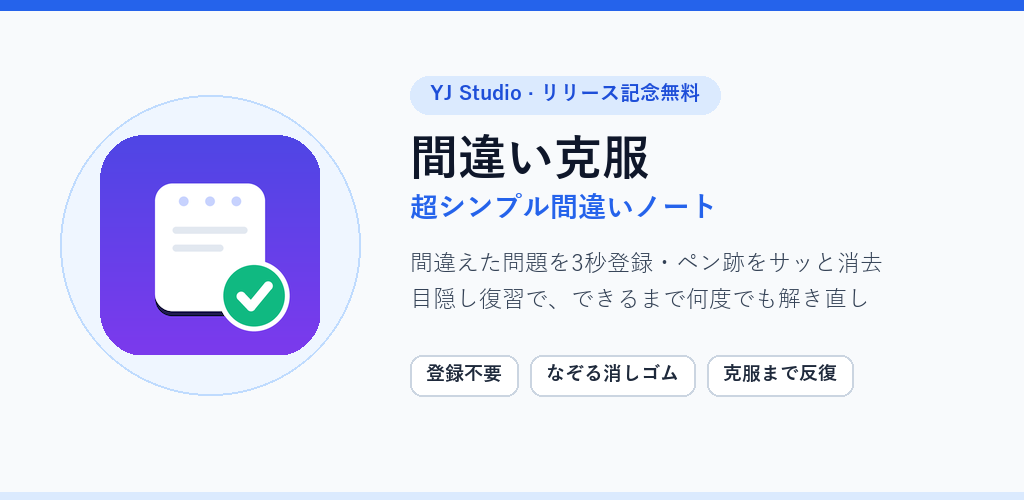 YJ Studio · リリース記念無料
間違い克服
超シンプル間違いノート
間違えた問題を3秒登録・ペン跡をサッと消去
目隠し復習で、できるまで何度でも解き直し
登録不要
なぞる消しゴム
克服まで反復